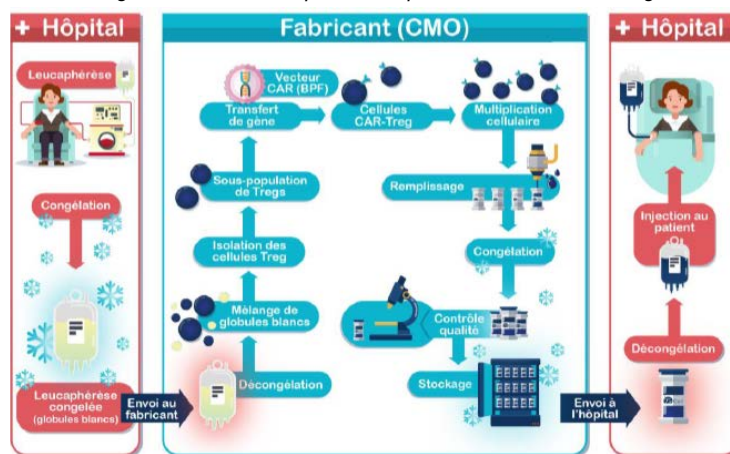 + Hôpital
Leucaphérèse
Congélation
Leucaphérèse
congelée
(globules blancs)
Envoi au
fabricant
Fabricant (CMO)
Décongélation
Mélange de
globules blancs
Isolation des
cellules Treg
Sous-population
de Tregs
Transfert
de gène
Vecteur
CAR (BPF)
Cellules
CAR-Treg
Multiplication
cellulaire
Remplissage
Congélation
Contrôle
qualité
Stockage
Envoi à
l'hôpital
+ Hôpital
Décongélation
Injection au
patient